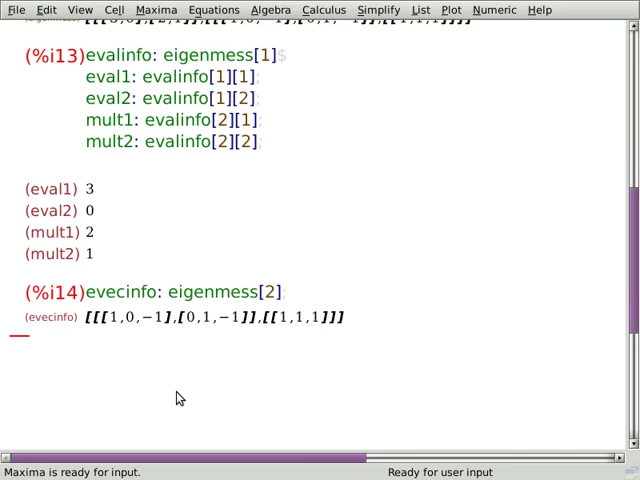 File Edit View Cell Maxima Equations Algebra Calculus Simplify List Plot Numeric Help
(%i13) evalinfo: eigenmess[1]$
eval1: evalinfo[1][1];
eval2: evalinfo[1][2];
mult1: evalinfo[2][1];
mult2: evalinfo[2][2];
(eval1) 3
(eval2) 0
(mult1) 2
(mult2) 1
(%i14) evecinfo: eigenmess[2];
(evecinfo) [[[1,0,−1],[0,1,−1]],[[1,1,1]]]
Maxima is ready for input. Ready for user input